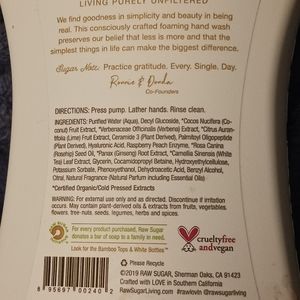 LIVING PURELY UNFILTERED
We find goodness in simplicity and beauty in being
real. This consciously crafted foaming hand wash
preserves our belief that less is more and that
the simplest things in life can make the biggest difference.
Sugar Note: Practice gratitude. Every. Single. Day.
Ronnie & Donda
Co-Founders
DIRECTIONS: Press pump. Lather hands. Rinse clean.
INGREDIENTS: Purified Water (Aqua), Decyl Glucoside, *Cocos Nucifera (Co-
conut) Fruit Extract, *Verbenaceae Officinalis (Verbena) Extract, *Citrus Auran-
tifolia (Lime) Fruit Extract, Ceramide 3 (Plant Derived), Palmitoyl Oligopeptide
(Plant Derived), Hyaluronic Acid, Raspberry Peach Enzyme, *Rosa Canina
(Rosehip) Seed Oil, *Panax (Ginseng) Root Extract, *Camellia Sinensis (White
Tea) Leaf Extract, Glycerin, Cocamidopropyl Betaine, Hydroxyethylcellulose,
Potassium Sorbate, Phenoxyethanol, Dehydroacetic Acid, Benzyl Alcohol,
Citral, Natural Fragrance (Natural Parfum including Essential Oils)
*Certified Organic/Cold Pressed Extracts
WARNING: For external use only and as directed. Discontinue if irritation
occurs. May contain plant-derived oils & extracts from fruits, vegetables,
flowers, tree-nuts, seeds, legumes, herbs and spices.
For every product purchased, Raw Sugar
donates a bar of soap to a family in need.
Look for the Bamboo Tops & White Bottles™
crueltyfree
andvegan
Please Recycle
©2019 RAW SUGAR, Sherman Oaks, CA 91423
Crafted with LOVE in Southern California
RawSugarLiving.com #rawlove @rawsugarliving
8 95697 00240 2